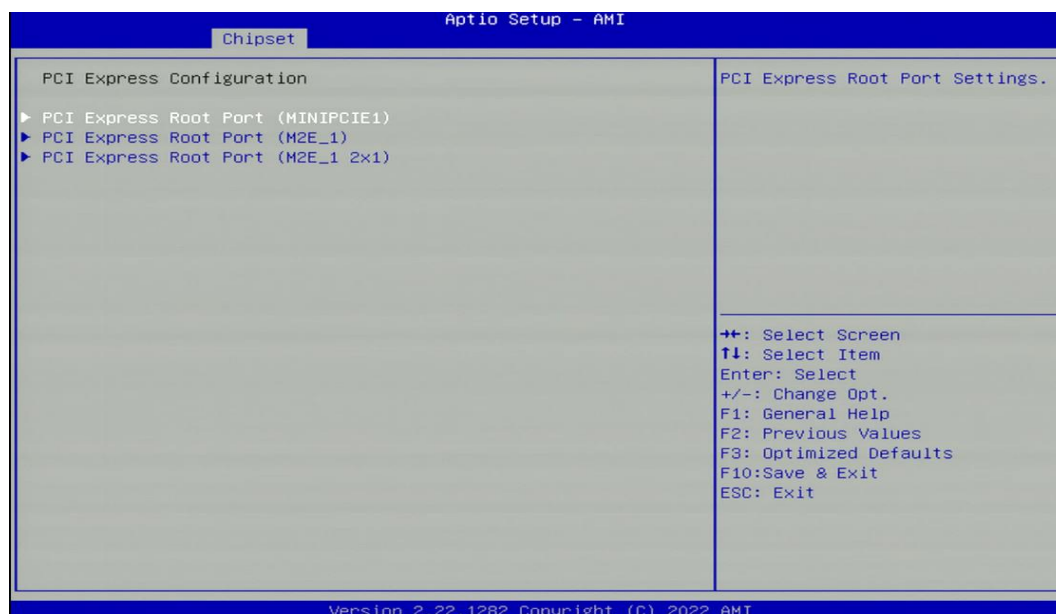 Aptio Setup – AMI
Chipset
PCI Express Configuration
PCI Express Root Port (MINIPCIE1)
PCI Express Root Port (M2E_1)
PCI Express Root Port (M2E_1 2x1)
PCI Express Root Port Settings.
→←: Select Screen
↑↓: Select Item
Enter: Select
+/-: Change Opt.
F1: General Help
F2: Previous Values
F3: Optimized Defaults
F10:Save & Exit
ESC: Exit
Version 2.22.1282 Copyright (C) 2022 AMI